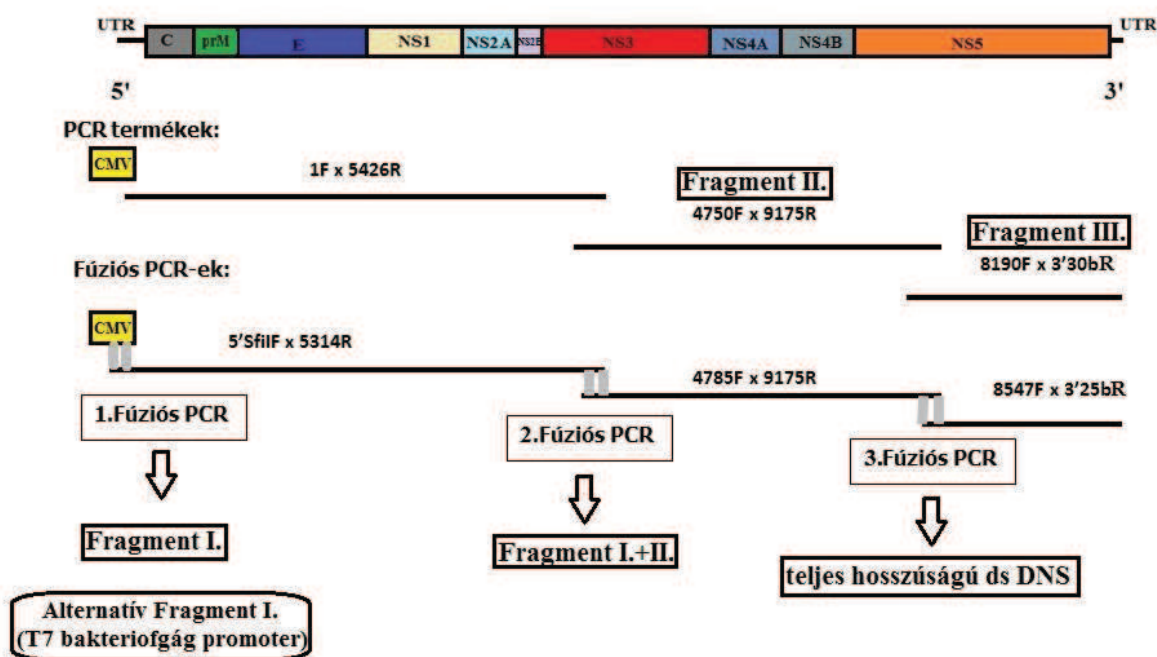 UTR
UTR
C prM E NS1 NS2A NS2B NS3 NS4A NS4B NS5
5'
3'
PCR termékek:
CMV
1F x 5426R
Fragment II.
4750F x 9175R
Fragment III.
8190F x 3'30bR
Fúziós PCR-ek:
CMV
5'SfiIF x 5314R
4785F x 9175R
8547F x 3'25bR
1.Fúziós PCR
2.Fúziós PCR
3.Fúziós PCR
Fragment I.
Fragment I.+II.
teljes hosszúságú ds DNS
Alternatív Fragment I.
(T7 bakteriofgág promoter)